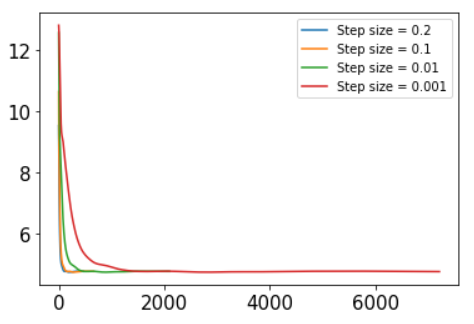 Step size = 0.2
Step size = 0.1
Step size = 0.01
Step size = 0.001
12
10
8
6
0
2000
4000
6000